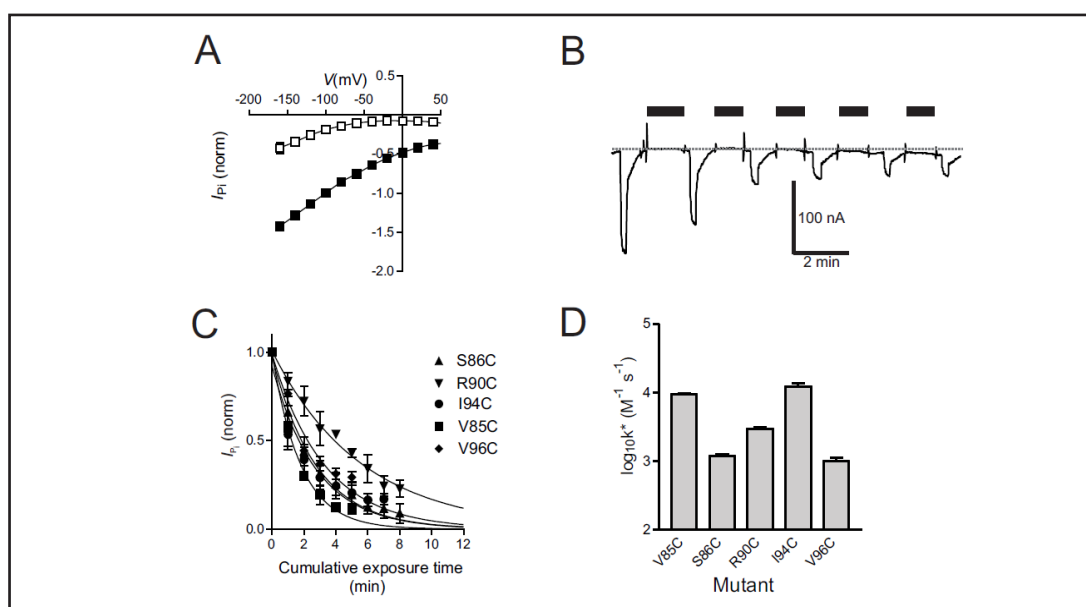 A
V(mV)
-200 -150 -100 -50 50
0.5
-0.5
-1.0
-1.5
-2.0
I Pi (norm)
B
100 nA
2 min
C
1.0
0.5
0.0
I Pi (norm)
0 2 4 6 8 10 12
Cumulative exposure time
(min)
S86C
R90C
I94C
V85C
V96C
D
5
4
3
2
log10k* (M-1 s-1)
V85C S86C R90C I94C V96C
Mutant